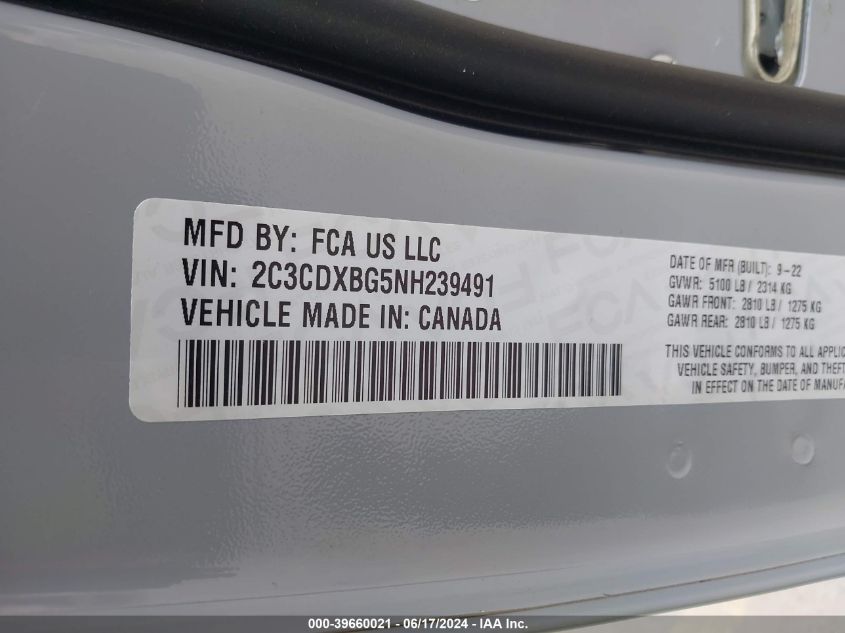 MFD BY: FCA US LLC
VIN: 2C3CDXBG5NH239491
VEHICLE MADE IN: CANADA
DATE OF MFR (BUILT): 9-22
GVWR: 5100 LB / 2314 KG
GAWR FRONT: 2810 LB / 1275 KG
GAWR REAR: 2810 LB / 1275 KG
THIS VEHICLE CONFORMS TO ALL
VEHICLE SAFETY, BUMPER, AND THEFT
IN EFFECT ON THE DATE OF
000-39660021 - 06/17/2024 - IAA Inc.